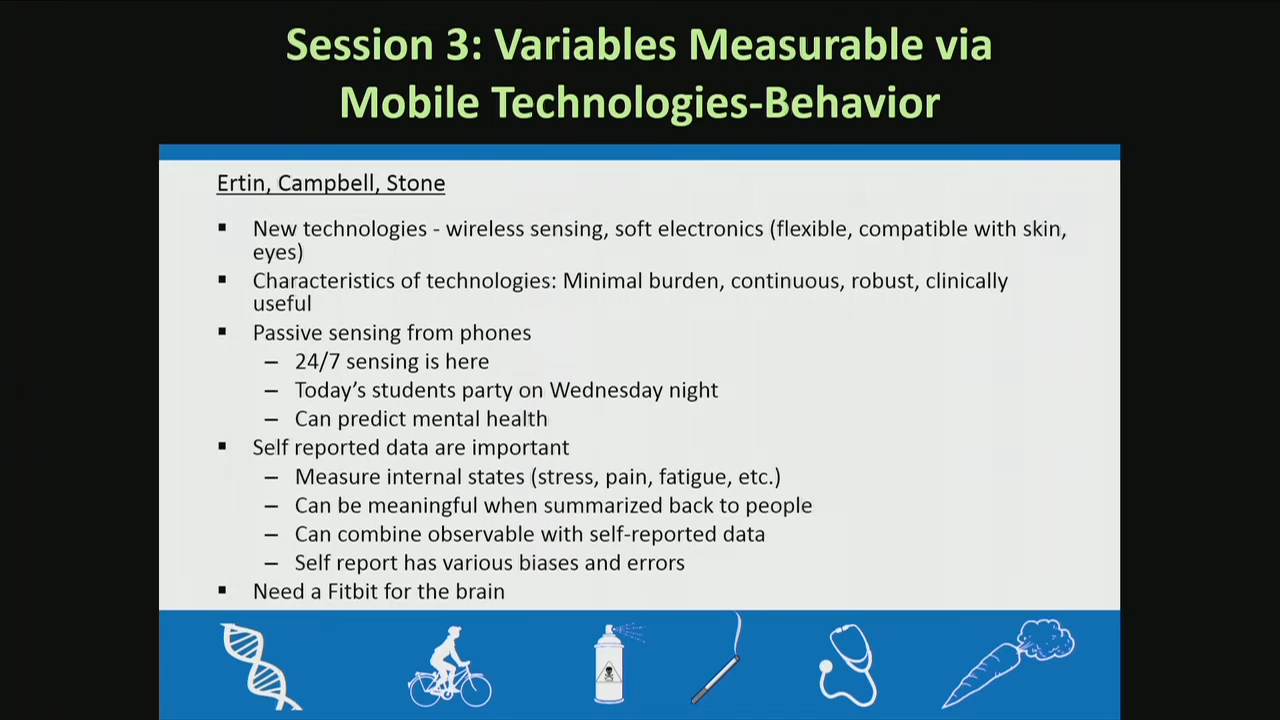 Session 3: Variables Measurable via
Mobile Technologies-Behavior
Ertin, Campbell, Stone
▪ New technologies - wireless sensing, soft electronics (flexible, compatible with skin,
eyes)
▪ Characteristics of technologies: Minimal burden, continuous, robust, clinically
useful
▪ Passive sensing from phones
– 24/7 sensing is here
– Today's students party on Wednesday night
– Can predict mental health
▪ Self reported data are important
– Measure internal states (stress, pain, fatigue, etc.)
– Can be meaningful when summarized back to people
– Can combine observable with self-reported data
– Self report has various biases and errors
▪ Need a Fitbit for the brain